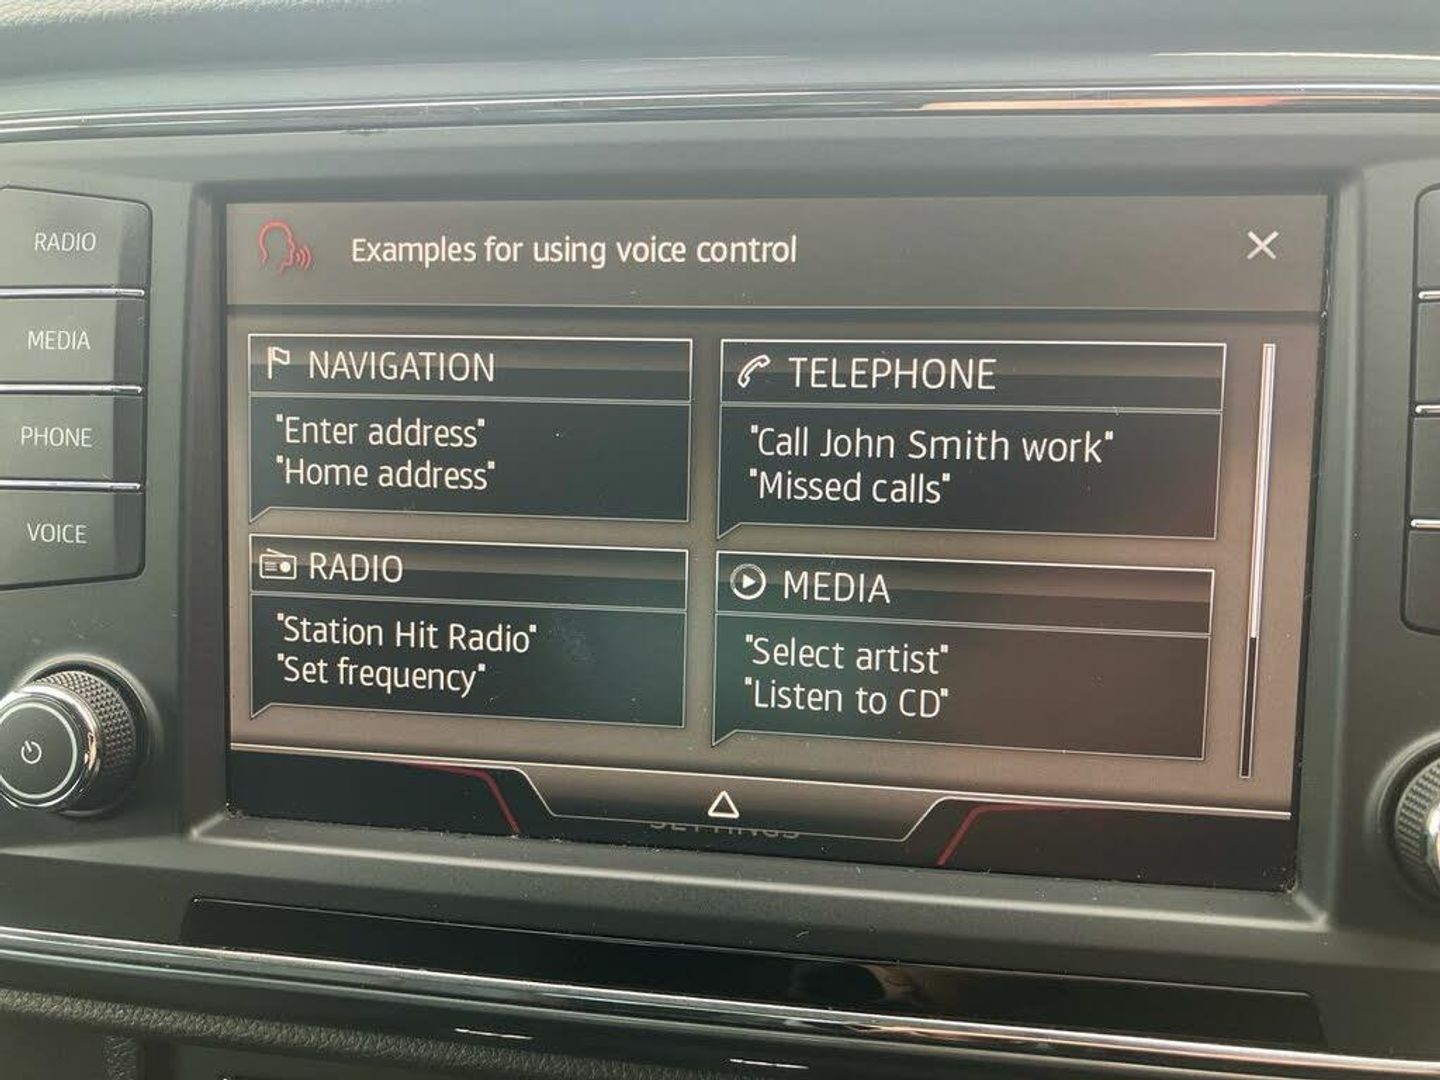 RADIO
MEDIA
PHONE
VOICE
Examples for using voice control
NAVIGATION
"Enter address"
"Home address"
TELEPHONE
"Call John Smith work"
"Missed calls"
RADIO
"Station Hit Radio"
"Set frequency"
MEDIA
"Select artist"
"Listen to CD"
SETTINGS